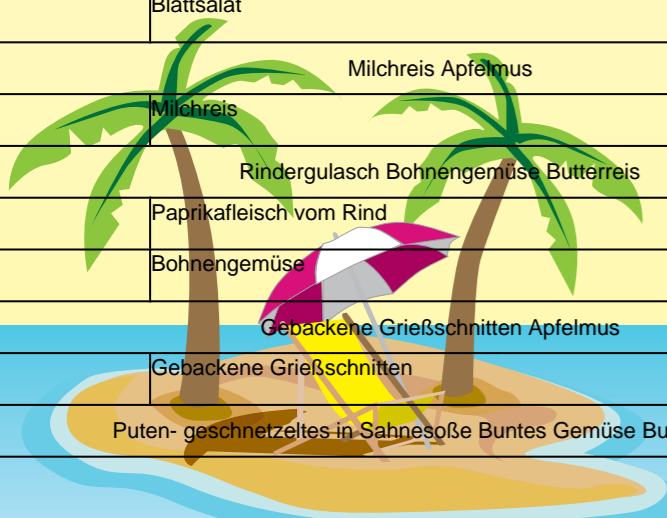 Blattsalat
Milchreis Apfelmus
Milchreis
Rindergulasch Bohnengemüse Butterreis
Paprikafleisch vom Rind
Bohnengemüse
Gebackene Grießschnitten Apfelmus
Gebackene Grießschnitten
Puten- geschnetzeltes in Sahnesoße Buntes Gemüse Bu